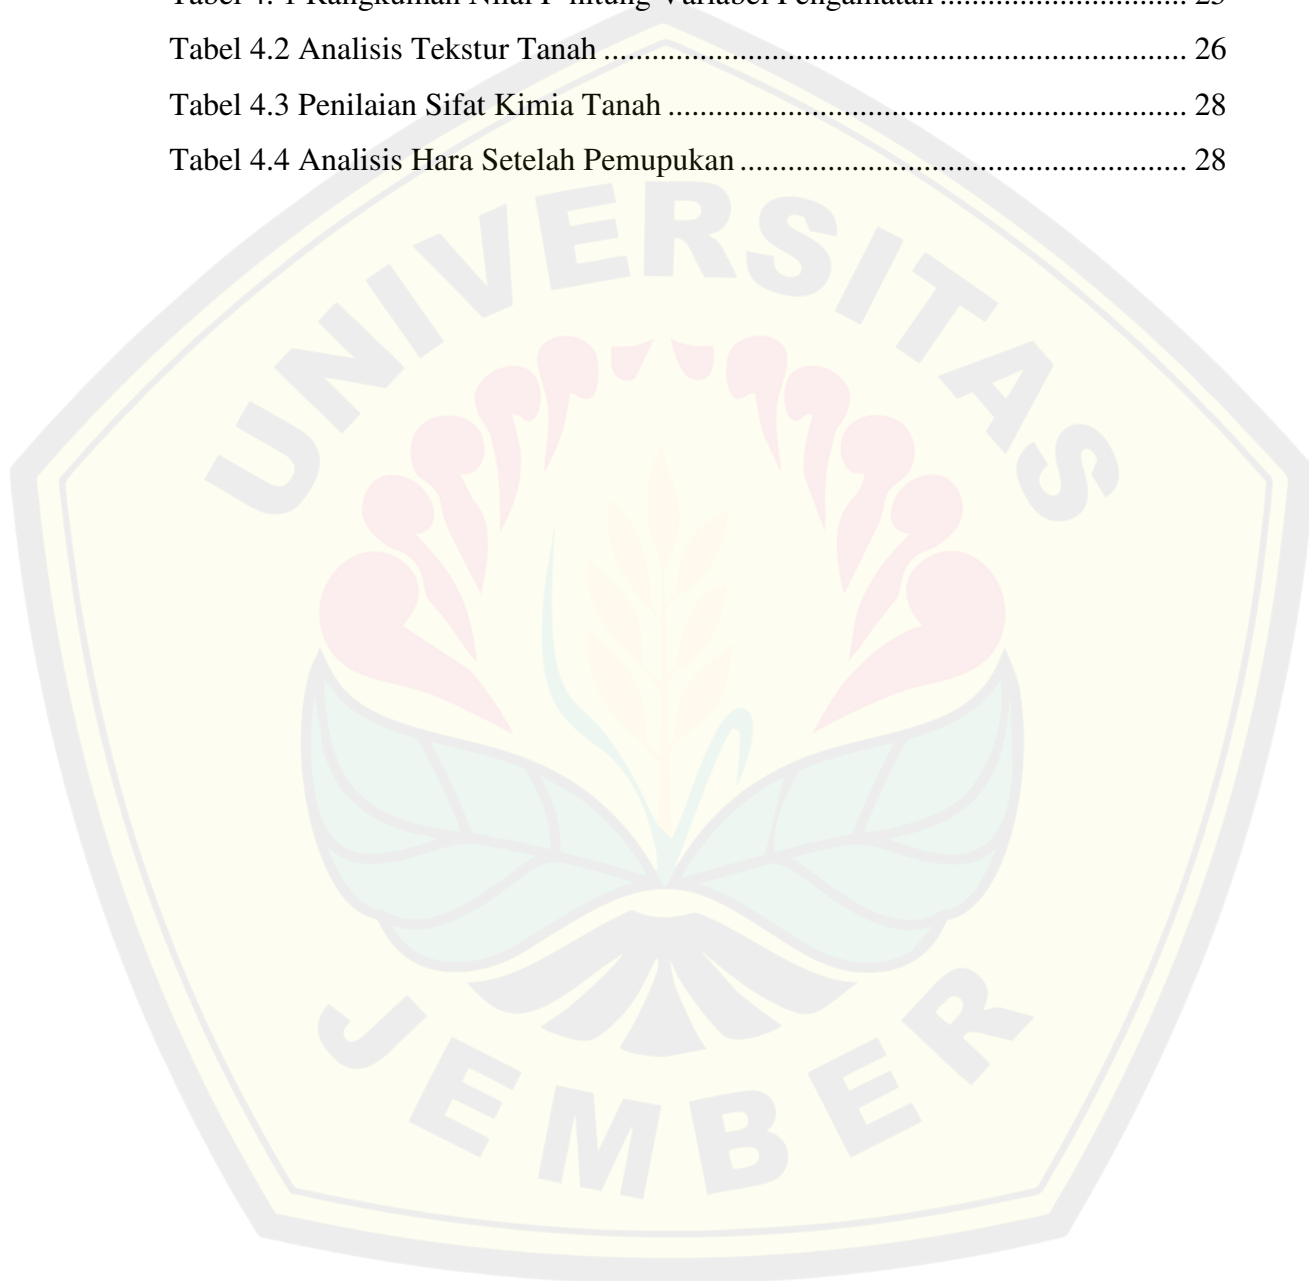 Tabel 4. 1 Rangkuman Nilai F-hitung Variabel Pengamatan ............................... 25
Tabel 4.2 Analisis Tekstur Tanah ......................................................................... 26
Tabel 4.3 Penilaian Sifat Kimia Tanah ................................................................. 28
Tabel 4.4 Analisis Hara Setelah Pemupukan ........................................................ 28
UNIVERSITAS
JEMBER